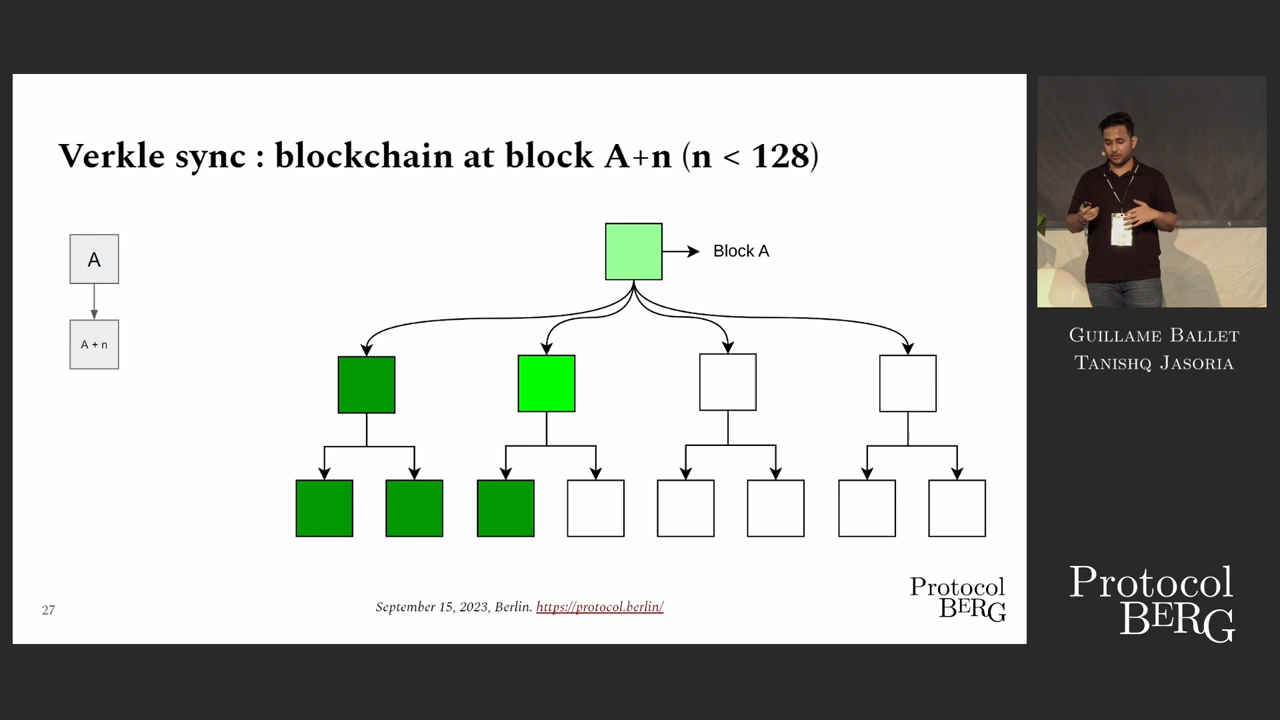 Verkle sync : blockchain at block A+n (n < 128)
A
A + n
Block A
27
September 15, 2023, Berlin. https://protocol.berlin/
Protocol
BERG
GUILLAME BALLET
TANISHQ JASORIA
Protocol
BERG